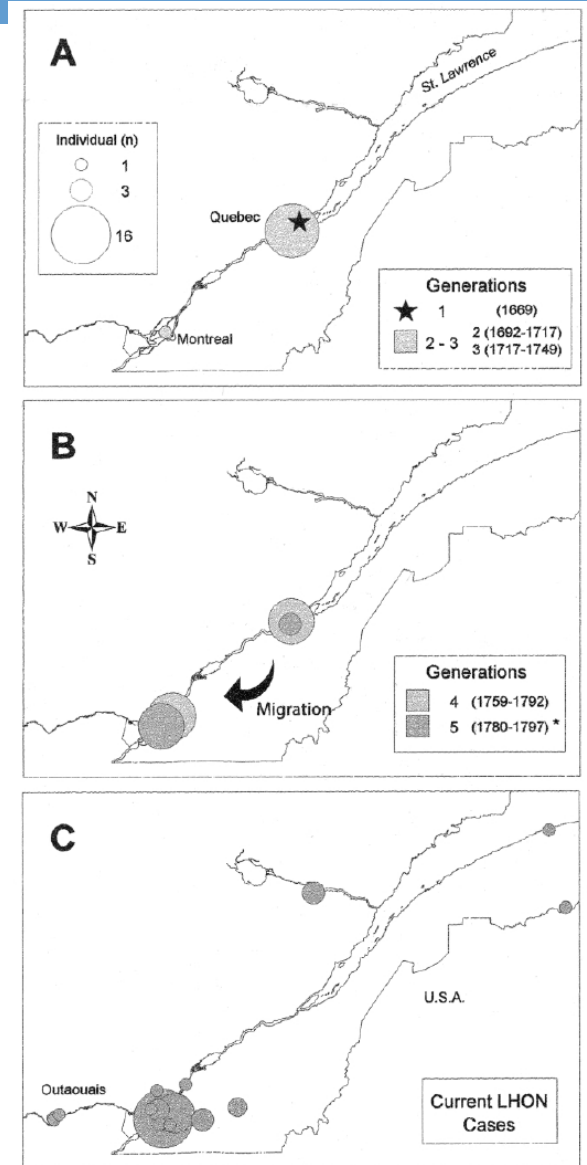 A
St. Lawrence
Individual (n)
1
3
16
Quebec
Montreal
Generations
1 (1669)
2 - 3 2 (1692-1717)
3 (1717-1749)
B
N
W E
S
Migration
Generations
4 (1759-1792)
5 (1780-1797) *
C
U.S.A.
Outaouais
Current LHON
Cases